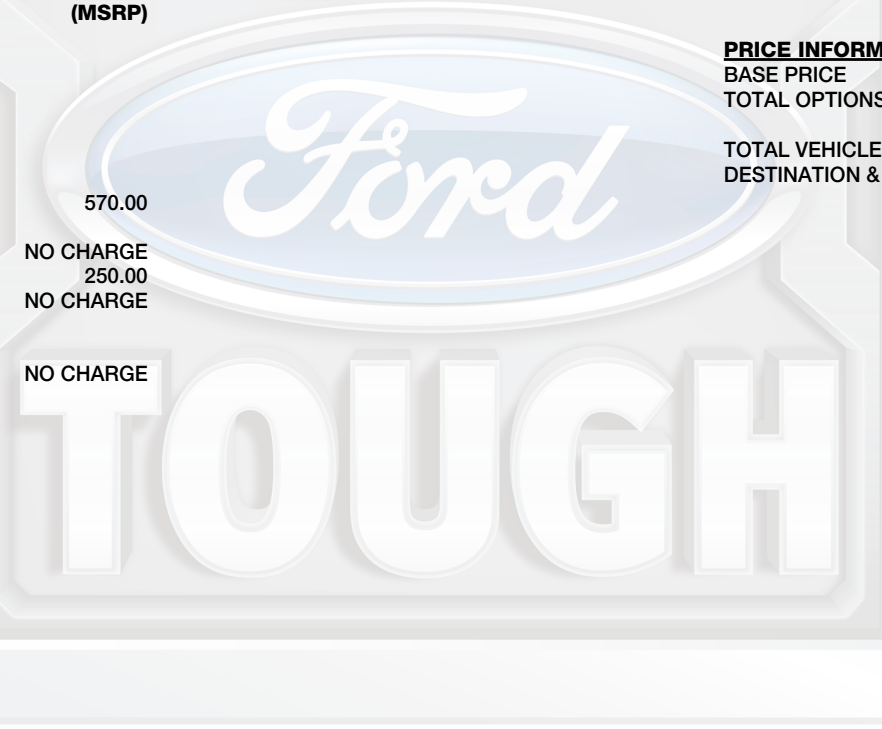 (MSRP)
570.00
NO CHARGE
250.00
NO CHARGE
NO CHARGE
PRICE INFORM
BASE PRICE
TOTAL OPTIONS
TOTAL VEHICLE
DESTINATION &
Ford
TOUGH